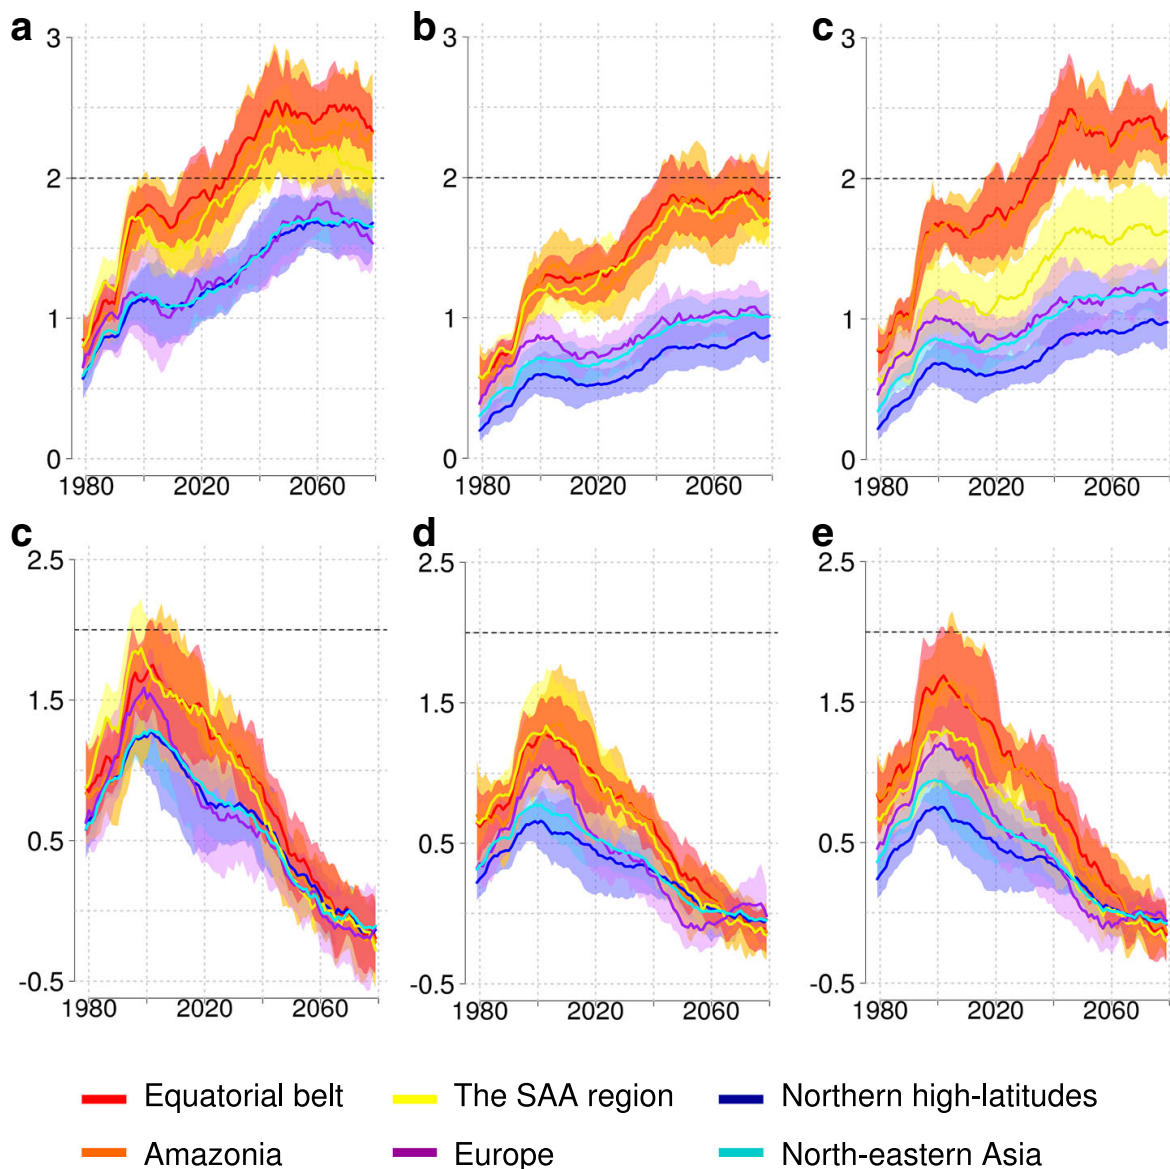 a b c
3 3 3
2 2 2
1 1 1
0 0 0
1980 2020 2060 1980 2020 2060 1980 2020 2060
c d e
2.5 2.5 2.5
1.5 1.5 1.5
0.5 0.5 0.5
-0.5 -0.5 -0.5
1980 2020 2060 1980 2020 2060 1980 2020 2060
Equatorial belt The SAA region Northern high-latitudes
Amazonia Europe North-eastern Asia